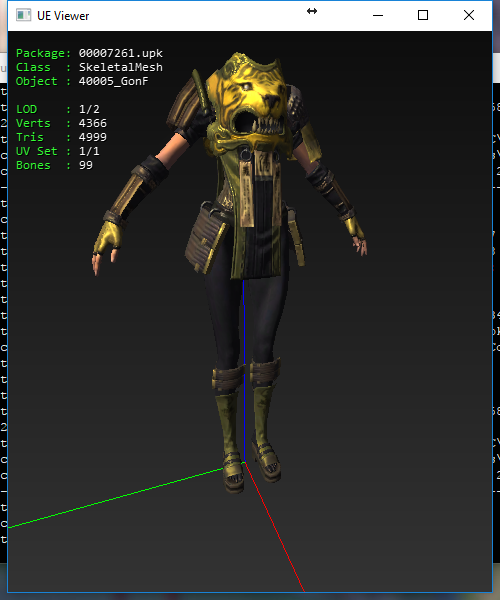 UE Viewer
Package: 00007261.upk
Class : SkeletalMesh
Object : 40005_GonF
LOD : 1/2
Verts : 4366
Tris : 4999
UV Set : 1/1
Bones : 99